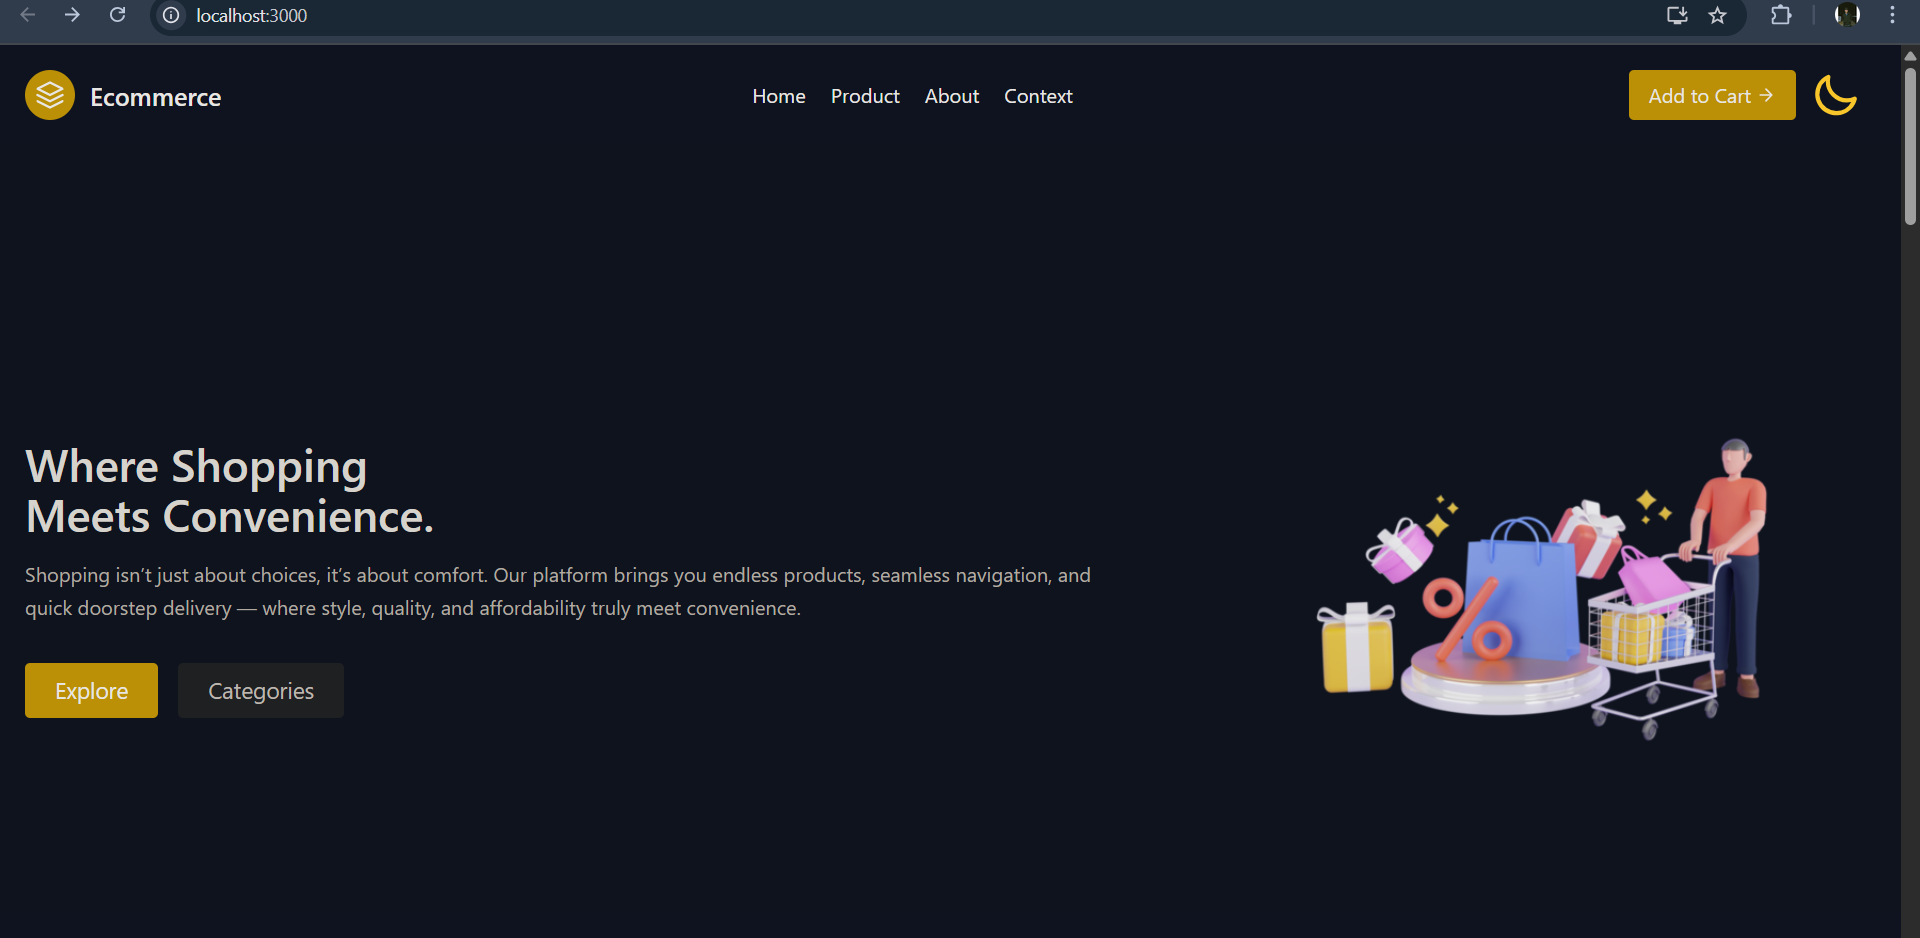 localhost:3000
Ecommerce
Home Product About Context
Add to Cart →
Where Shopping
Meets Convenience.
Shopping isn’t just about choices, it’s about comfort. Our platform brings you endless products, seamless navigation, and
quick doorstep delivery — where style, quality, and affordability truly meet convenience.
Explore Categories